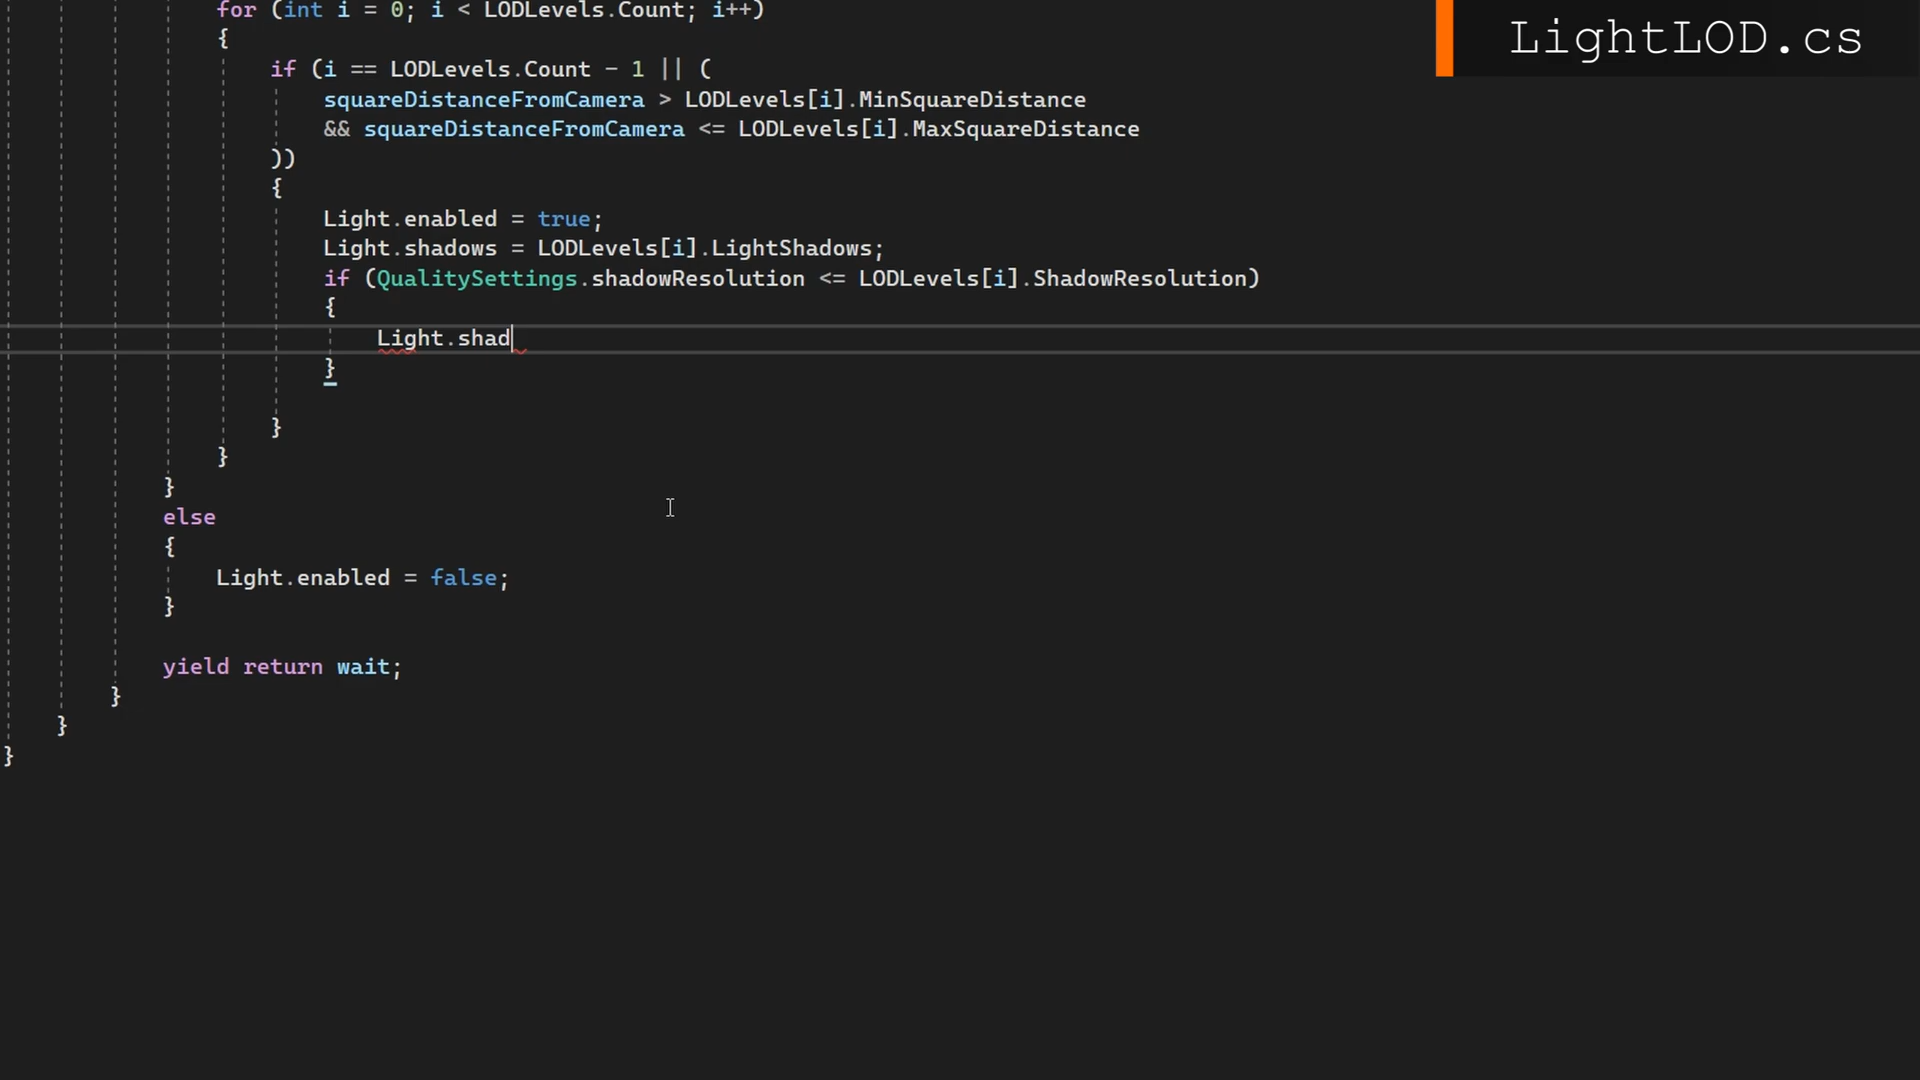 for (int i = 0; i < LODLevels.Count; i++)
LightLOD.cs
{
if (i == LODLevels.Count - 1 || (
squareDistanceFromCamera > LODLevels[i].MinSquareDistance
&& squareDistanceFromCamera <= LODLevels[i].MaxSquareDistance
))
{
Light.enabled = true;
Light.shadows = LODLevels[i].LightShadows;
if (QualitySettings.shadowResolution <= LODLevels[i].ShadowResolution)
{
Light.shad
}
}
}
}
else
{
Light.enabled = false;
}
yield return wait;
}
}
}